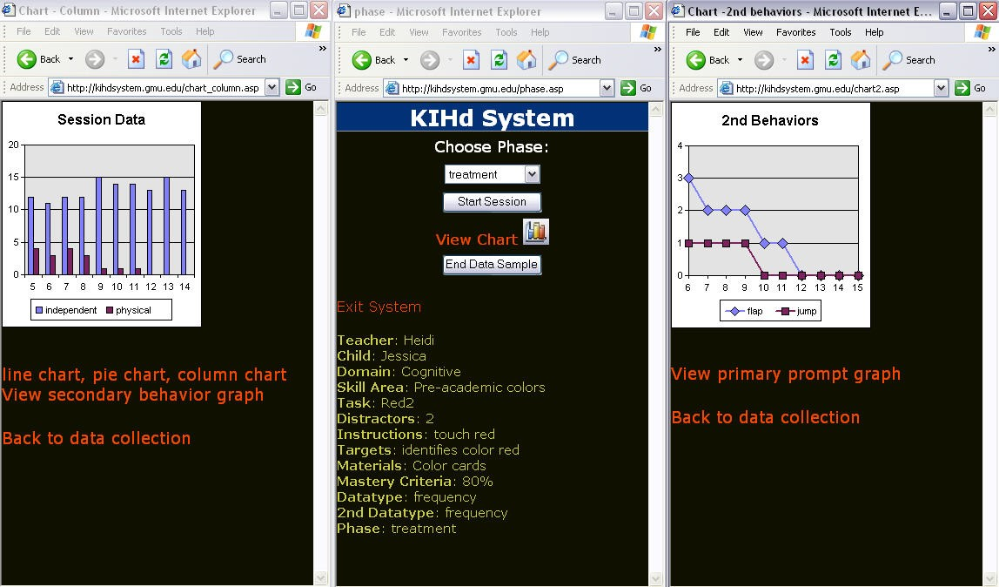 Chart - Column - Microsoft Internet Explorer
File Edit View Favorites Tools Help
Back Search
Address http://kihdsystem.gmu.edu/chart_column.asp Go
Session Data
20
15
10
5
0
5 6 7 8 9 10 11 12 13 14
independent physical
line chart, pie chart, column chart
View secondary behavior graph
Back to data collection
phase - Microsoft Internet Explorer
File Edit View Favorites Tools Help
Back Search
Address http://kihdsystem.gmu.edu/phase.asp Go
KIHd System
Choose Phase:
treatment
Start Session
View Chart
End Data Sample
Exit System
Teacher: Heidi
Child: Jessica
Domain: Cognitive
Skill Area: Pre-academic colors
Task: Red2
Distractors: 2
Instructions: touch red
Targets: identifies color red
Materials: Color cards
Mastery Criteria: 80%
Datatype: frequency
2nd Datatype: frequency
Phase: treatment
Chart -2nd behaviors - Microsoft Internet E...
File Edit View Favorites Tools Help
Back Search
Address http://kihdsystem.gmu.edu/chart2.asp Go
2nd Behaviors
4
3
2
1
0
6 7 8 9 10 11 12 13 14 15
flap jump
View primary prompt graph
Back to data collection